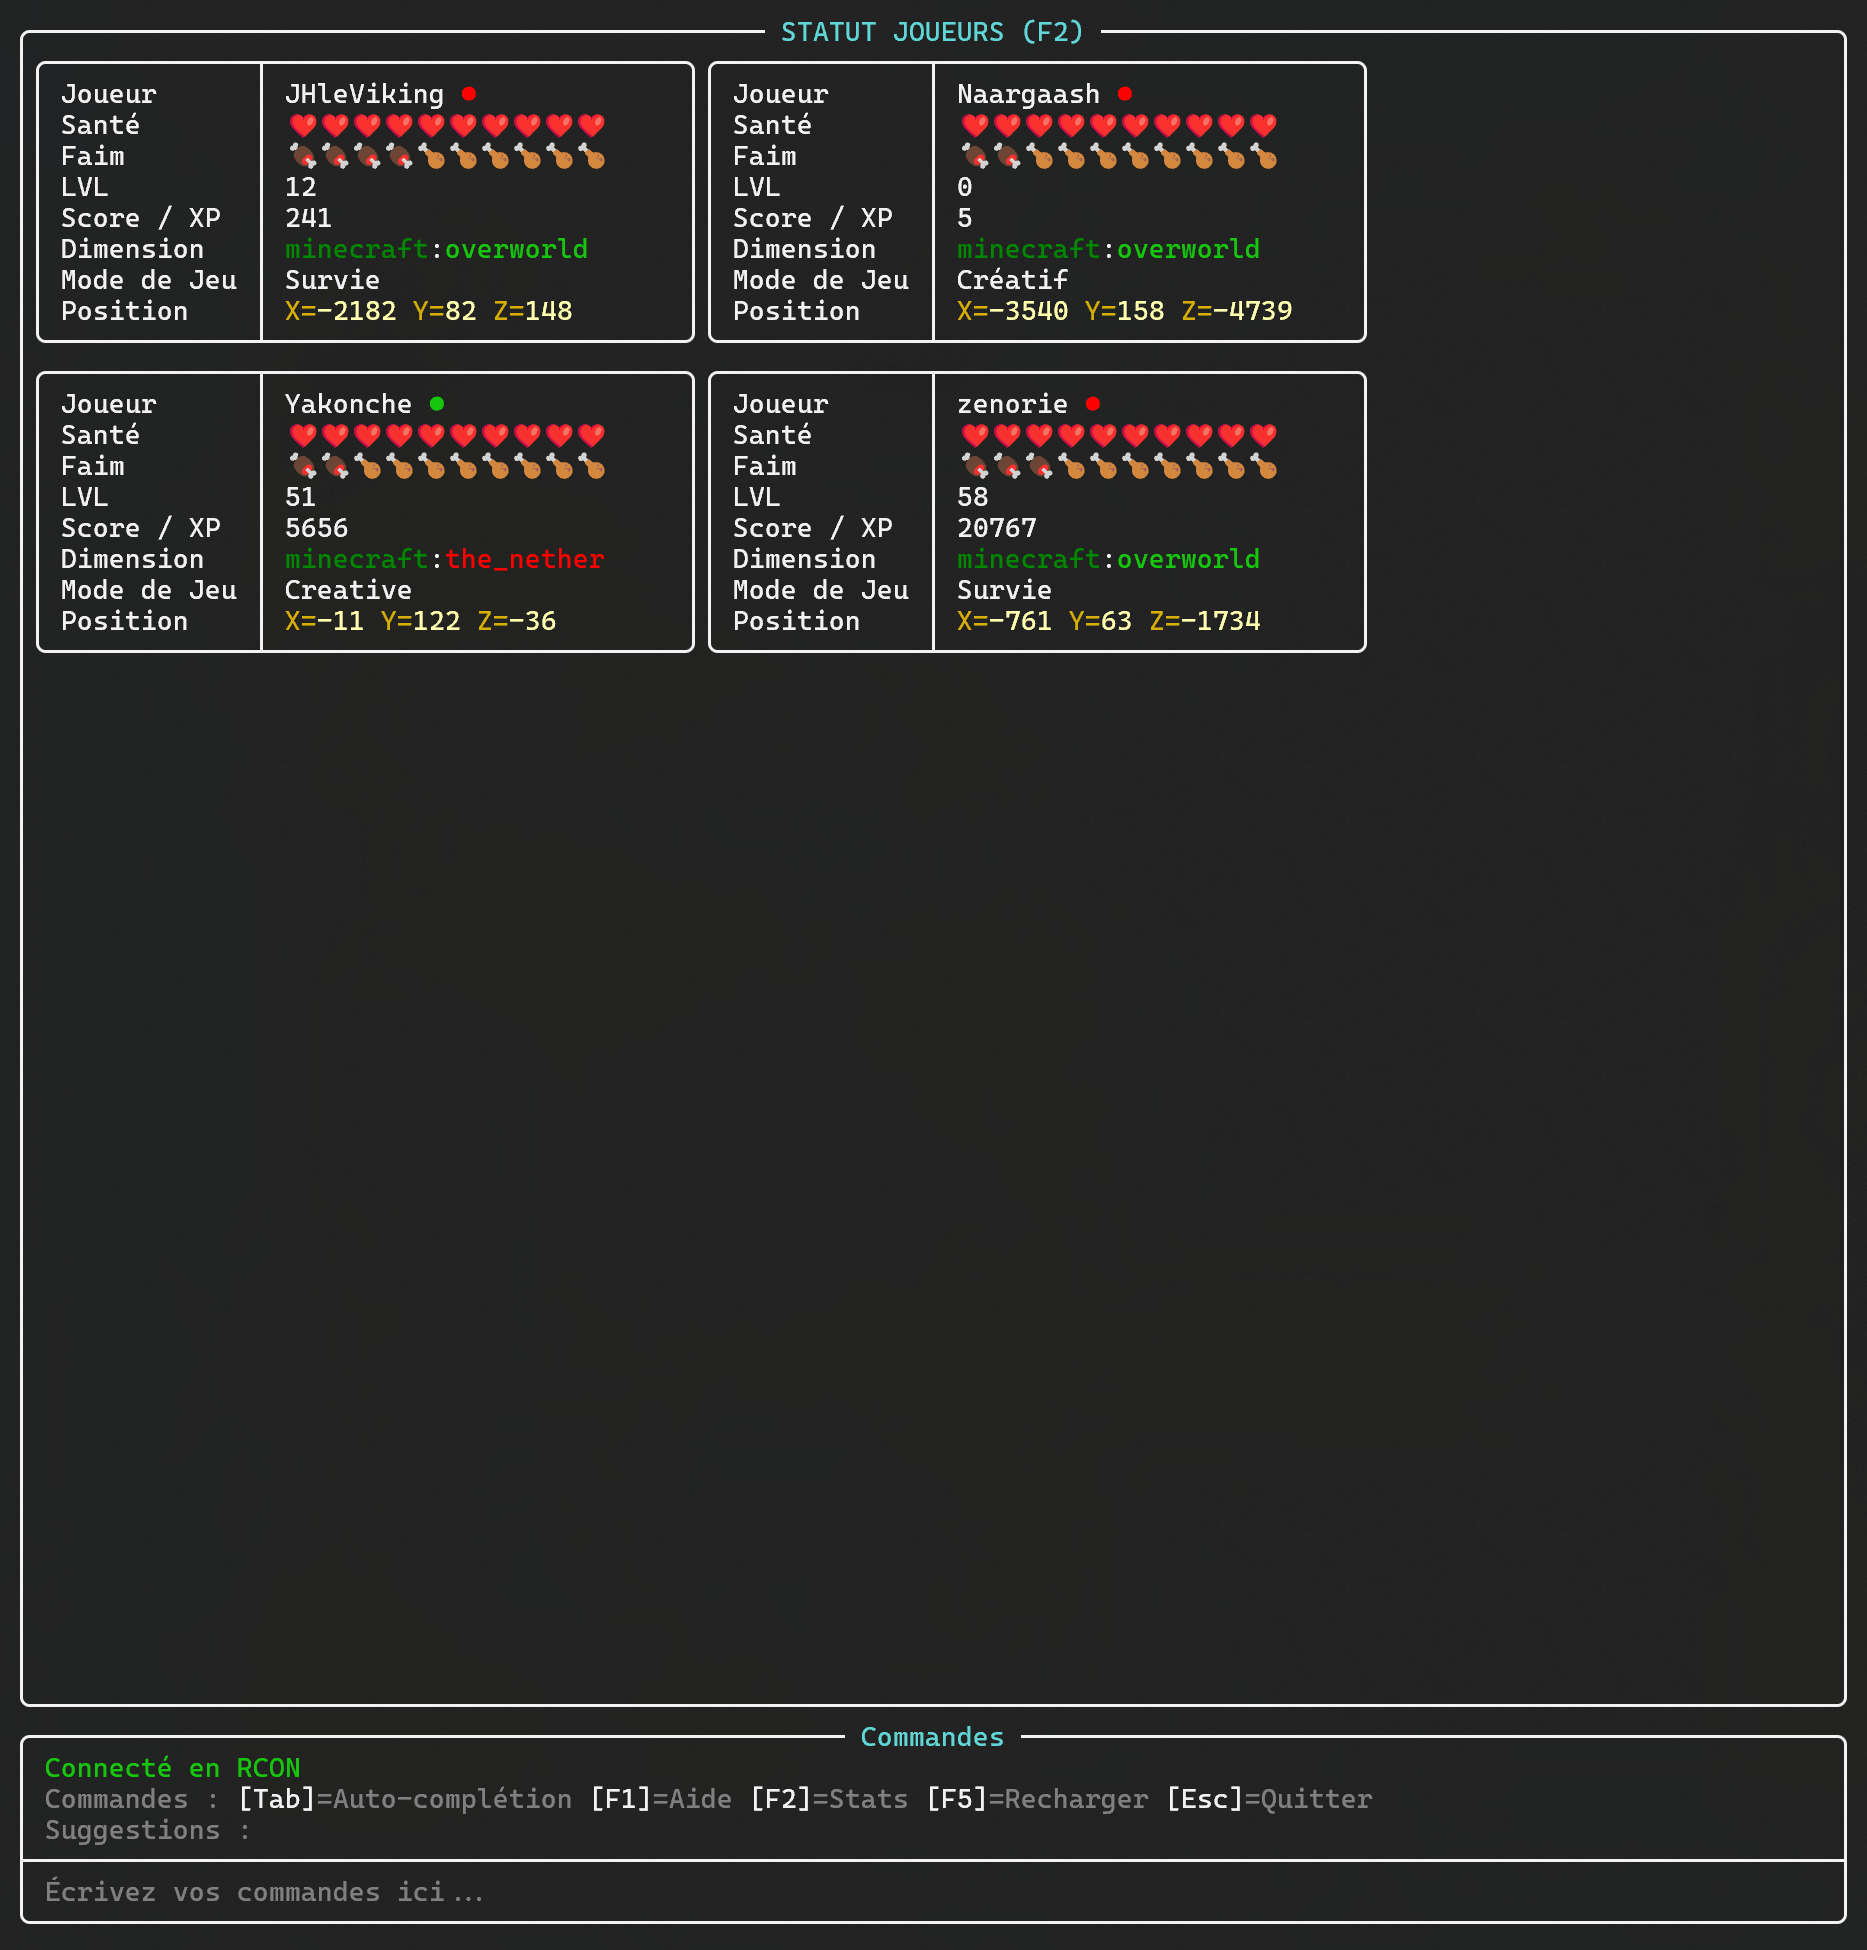 STATUT JOUEURS (F2)
Joueur JHleViking
Santé
Faim
LVL 12
Score / XP 241
Dimension minecraft:overworld
Mode de Jeu Survie
Position X=-2182 Y=82 Z=148
Joueur Naargaash
Santé
Faim
LVL 0
Score / XP 5
Dimension minecraft:overworld
Mode de Jeu Créatif
Position X=-3540 Y=158 Z=-4739
Joueur Yakonche
Santé
Faim
LVL 51
Score / XP 5656
Dimension minecraft:the_nether
Mode de Jeu Creative
Position X=-11 Y=122 Z=-36
Joueur zenorie
Santé
Faim
LVL 58
Score / XP 20767
Dimension minecraft:overworld
Mode de Jeu Survie
Position X=-761 Y=63 Z=-1734
Commandes
Connecté en RCON
Commandes : [Tab]=Auto-complétion [F1]=Aide [F2]=Stats [F5]=Recharger [Esc]=Quitter
Suggestions :
Écrivez vos commandes ici...